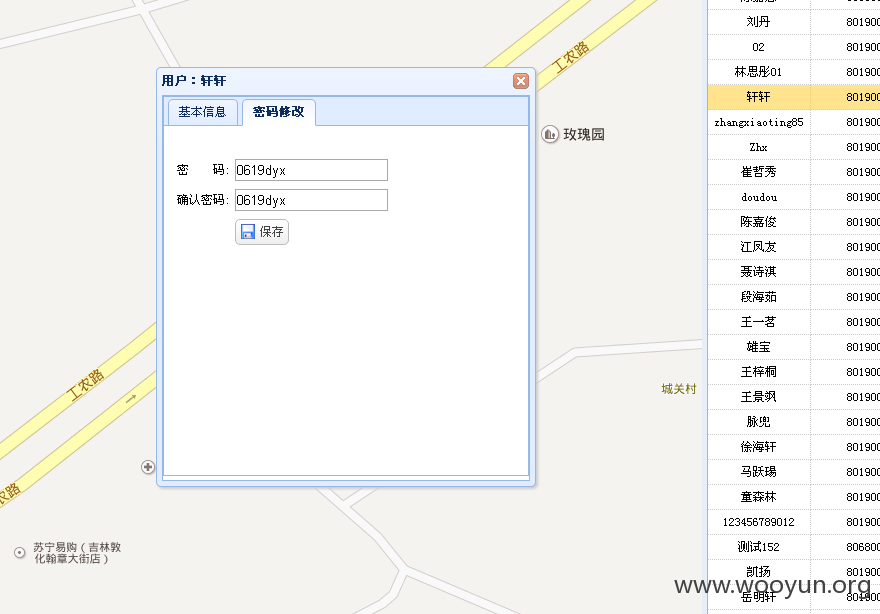 工农路
用户：轩轩
基本信息
密码修改
密 码: 0619dyx
确认密码: 0619dyx
保存
玫瑰园
工农路
城关村
农路
苏宁易购（吉林敦
化翰章大街店）
刘丹 801900
02 801900
林思彤01 801900
轩轩 801900
zhangxiaoting85 801900
Zhx 801900
崔哲秀 801900
doudou 801900
陈嘉俊 801900
江凤友 801900
聂诗淇 801900
段海茹 801900
王一茗 801900
雄宝 801900
王梓桐 801900
王景飒 801900
脉兜 801900
徐海轩 801900
马跃瑒 801900
童森林 801900
123456789012 801900
测试152 806800
凯扬 801900
岳明轩 801900
www.wooyun.org